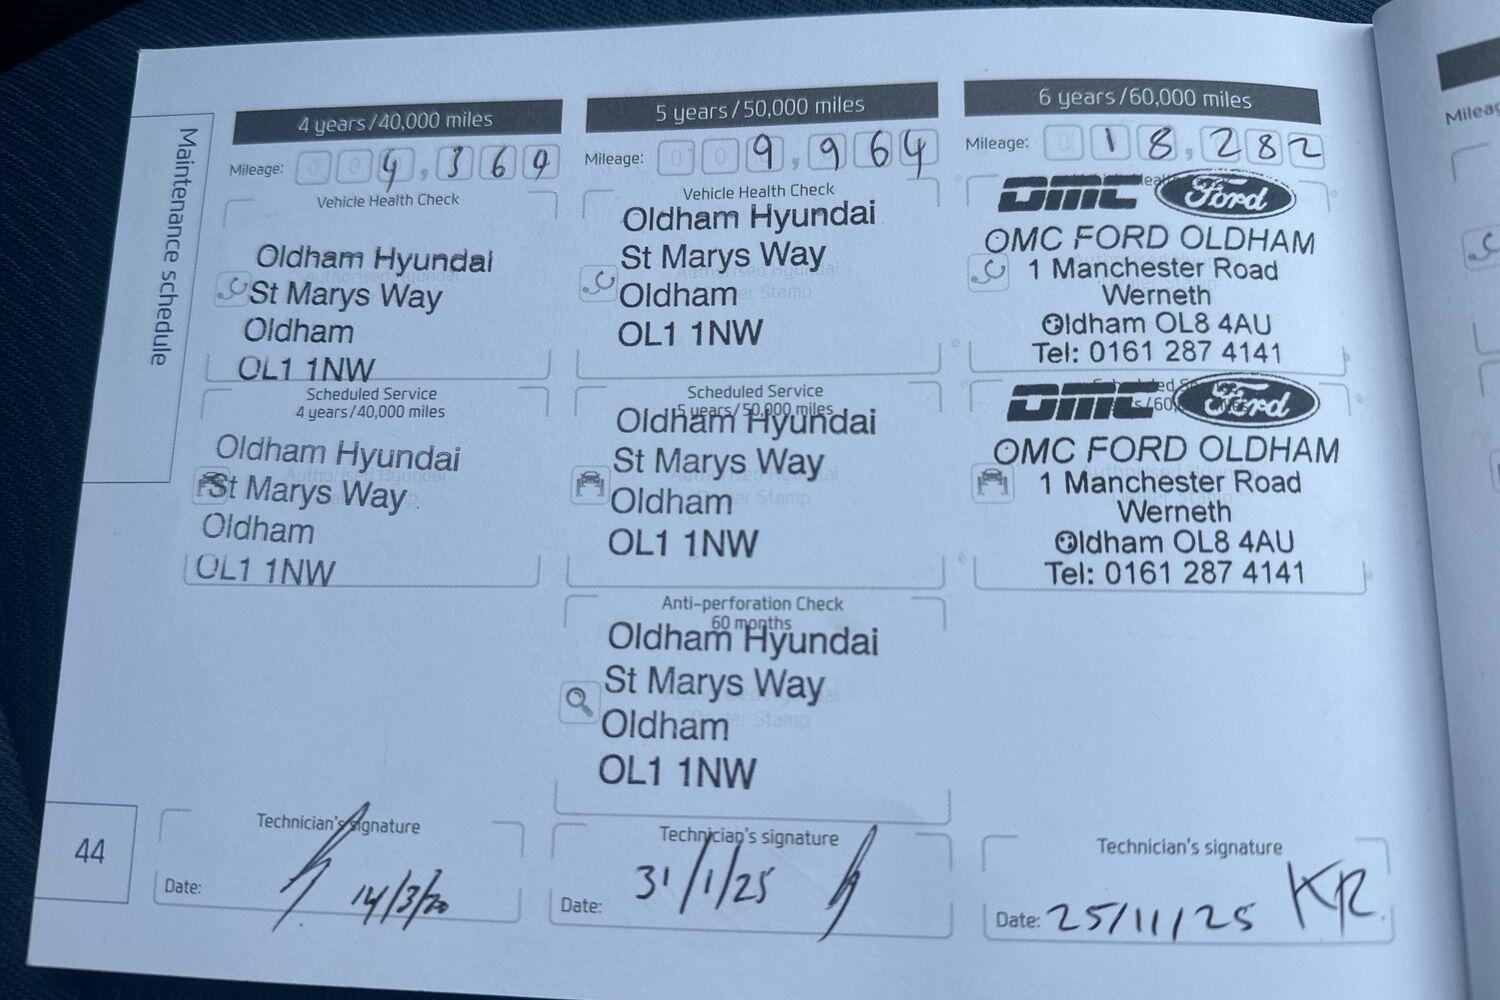 Maintenance schedule
4 years/40,000 miles
Mileage: 004,369
Vehicle Health Check
Oldham Hyundai
St Marys Way
Oldham
OL1 1NW
Scheduled Service
4 years/40,000 miles
Oldham Hyundai
St Marys Way
Oldham
OL1 1NW
Technician's signature
Date: 14/3/20
5 years/50,000 miles
Mileage: 009,964
Vehicle Health Check
Oldham Hyundai
St Marys Way
Oldham
OL1 1NW
Scheduled Service
5 years/50,000 miles
Oldham Hyundai
St Marys Way
Oldham
OL1 1NW
Anti-perforation Check
60 months
Oldham Hyundai
St Marys Way
Oldham
OL1 1NW
Technician's signature
Date: 31/1/25
6 years/60,000 miles
Mileage: 018,282
OMC Ford
OMC FORD OLDHAM
1 Manchester Road
Werneth
Oldham OL8 4AU
Tel: 0161 287 4141
OMC Ford
OMC FORD OLDHAM
1 Manchester Road
Werneth
Oldham OL8 4AU
Tel: 0161 287 4141
Technician's signature
Date: 25/11/25 KR
44